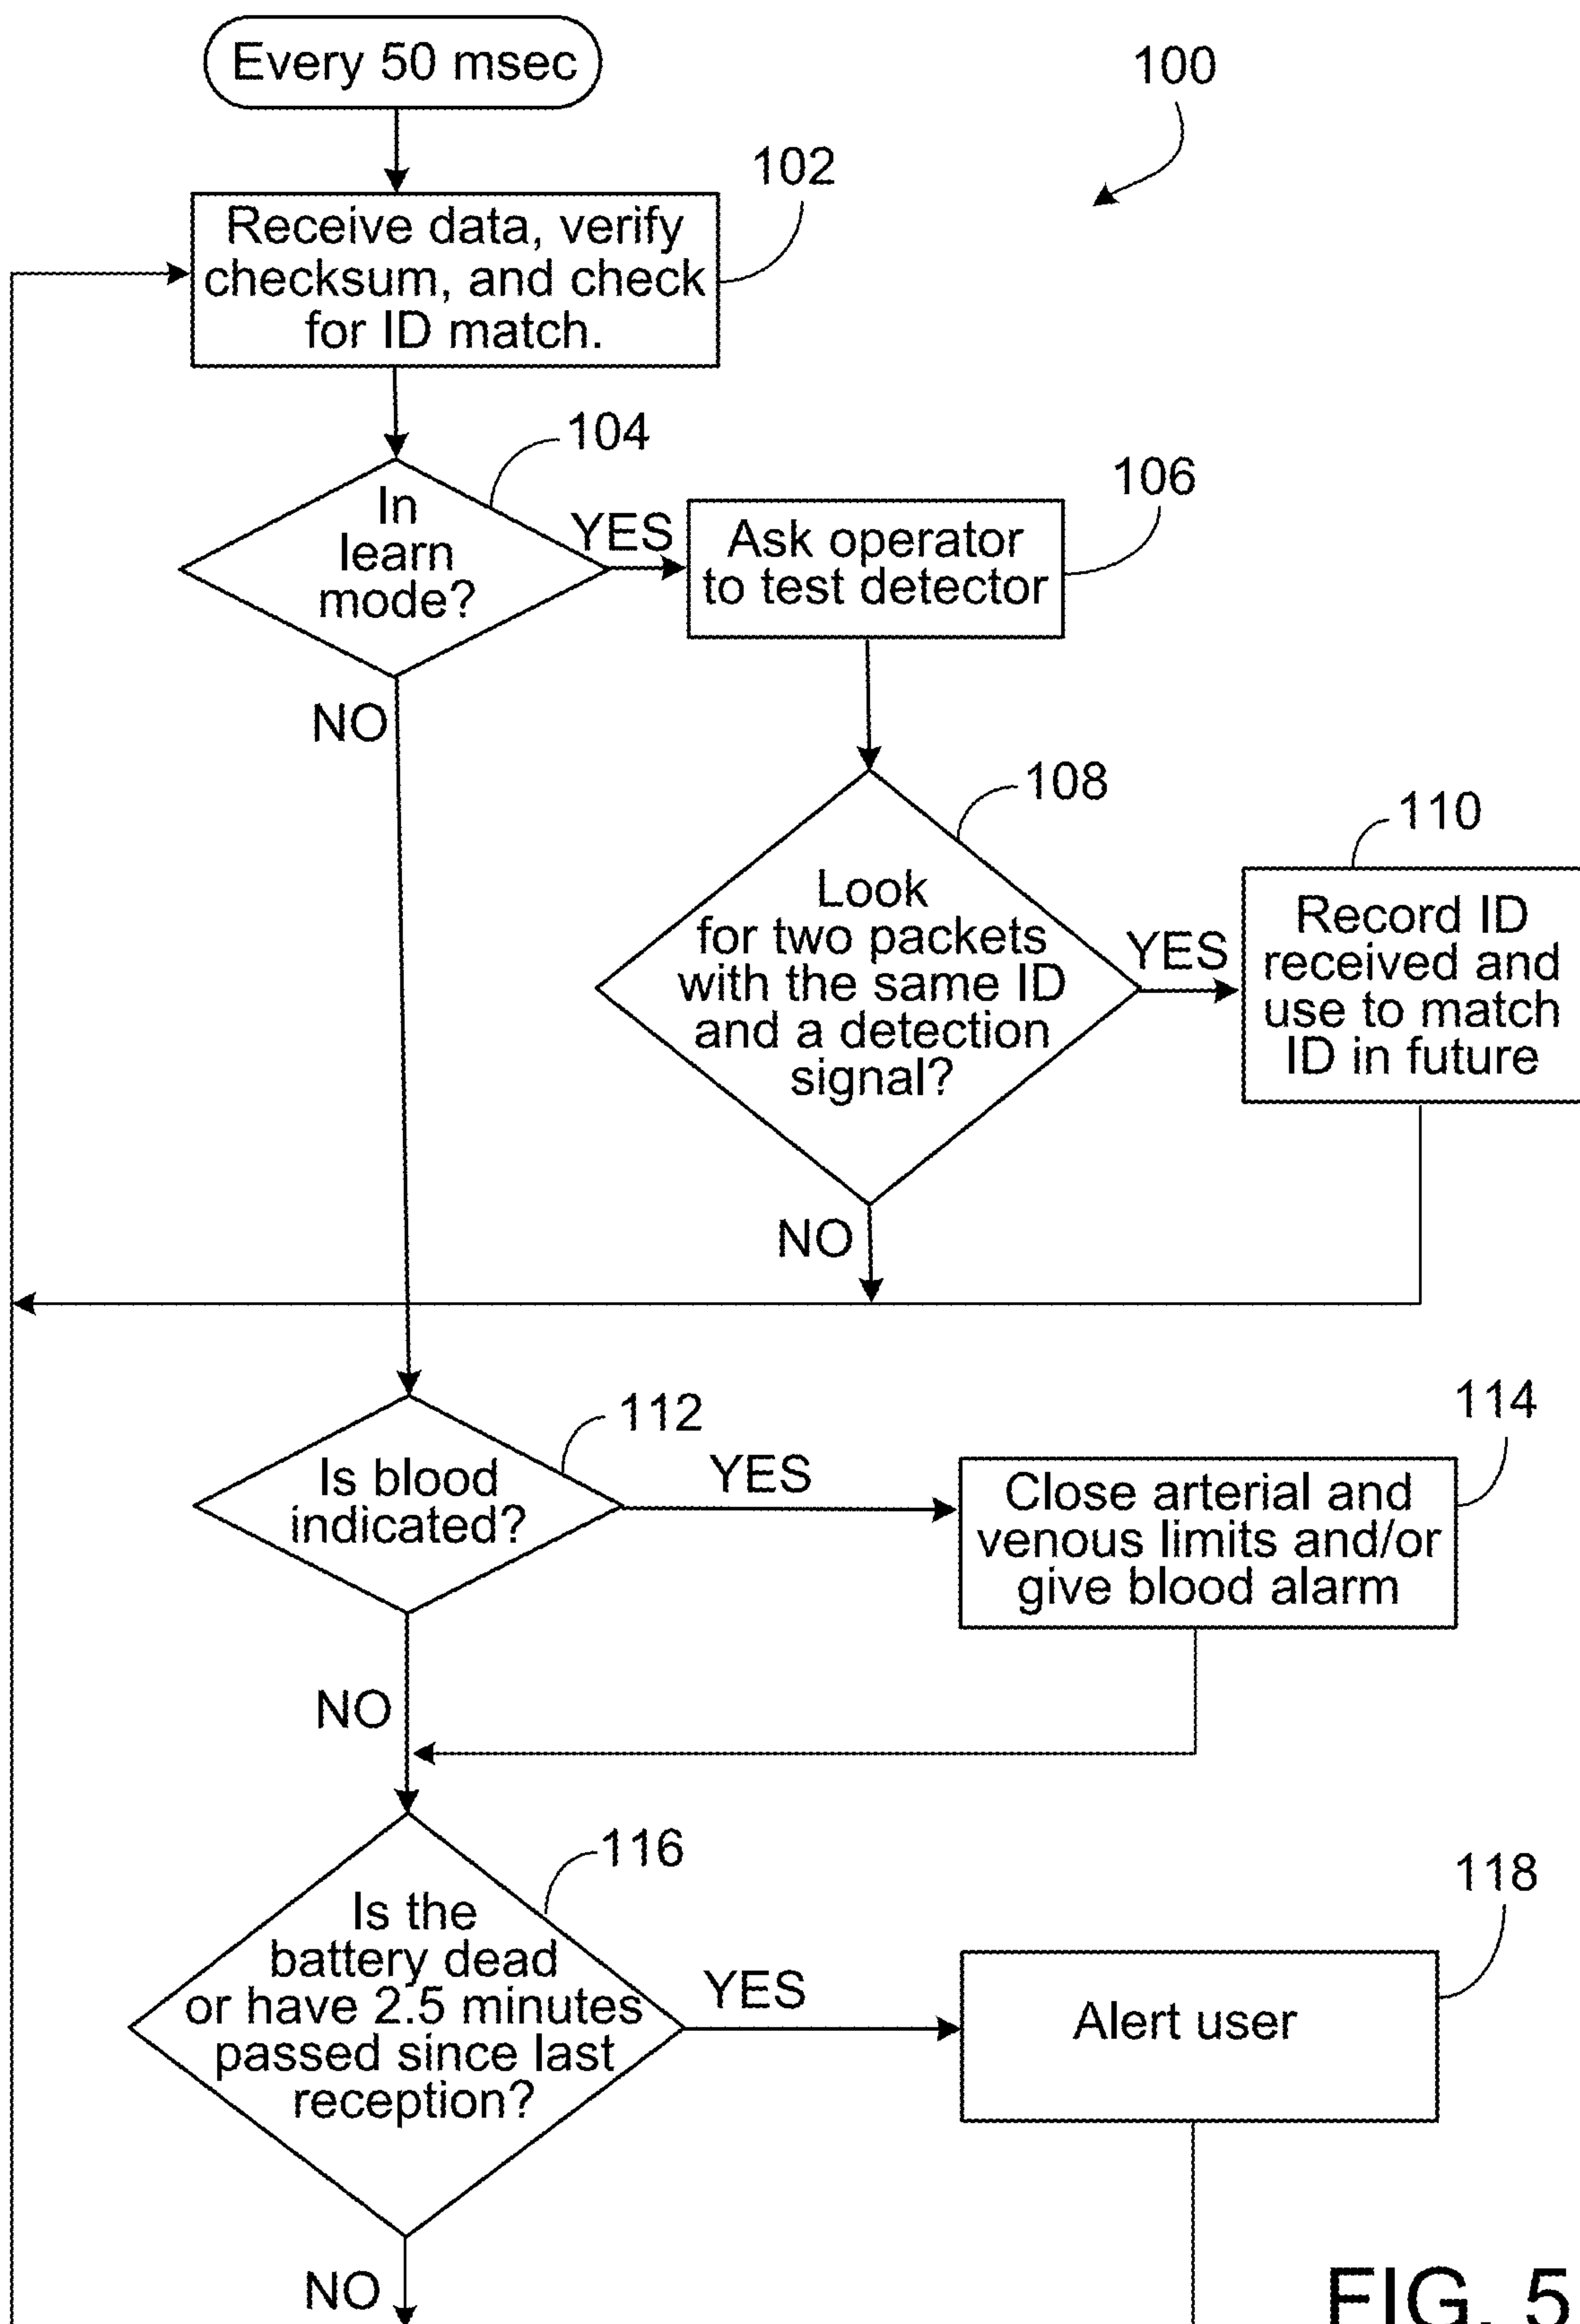 Every 50 msec
100
102
Receive data, verify
checksum, and check
for ID match.
104
In
learn
mode?
YES
106
Ask operator
to test detector
NO
108
Look
for two packets
with the same ID
and a detection
signal?
YES
110
Record ID
received and
use to match
ID in future
NO
112
Is blood
indicated?
YES
114
Close arterial and
venous limits and/or
give blood alarm
NO
116
Is the
battery dead
or have 2.5 minutes
passed since last
reception?
YES
118
Alert user
NO
FIG. 5